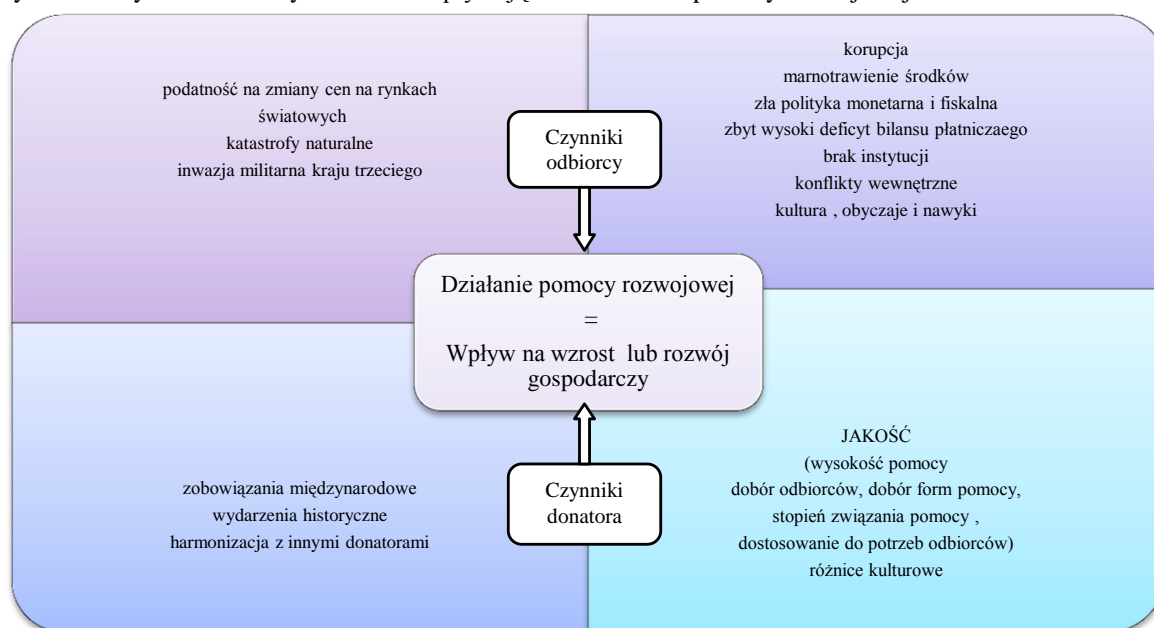 podatność na zmiany cen na rynkach
światowych
katastrofy naturalne
inwazja militarna kraju trzeciego
korupcja
marnotrawienie środków
zła polityka monetarna i fiskalna
zbyt wysoki deficyt bilansu płatniczaego
brak instytucji
konflikty wewnętrzne
kultura , obyczaje i nawyki
Czynniki
odbiorcy
Działanie pomocy rozwojowej
=
Wpływ na wzrost lub rozwój
gospodarczy
Czynniki
donatora
zobowiązania międzynarodowe
wydarzenia historyczne
harmonizacja z innymi donatorami
JAKOŚĆ
(wysokość pomocy
dobór odbiorców, dobór form pomocy,
stopień związania pomocy ,
dostosowanie do potrzeb odbiorców)
różnice kulturowe